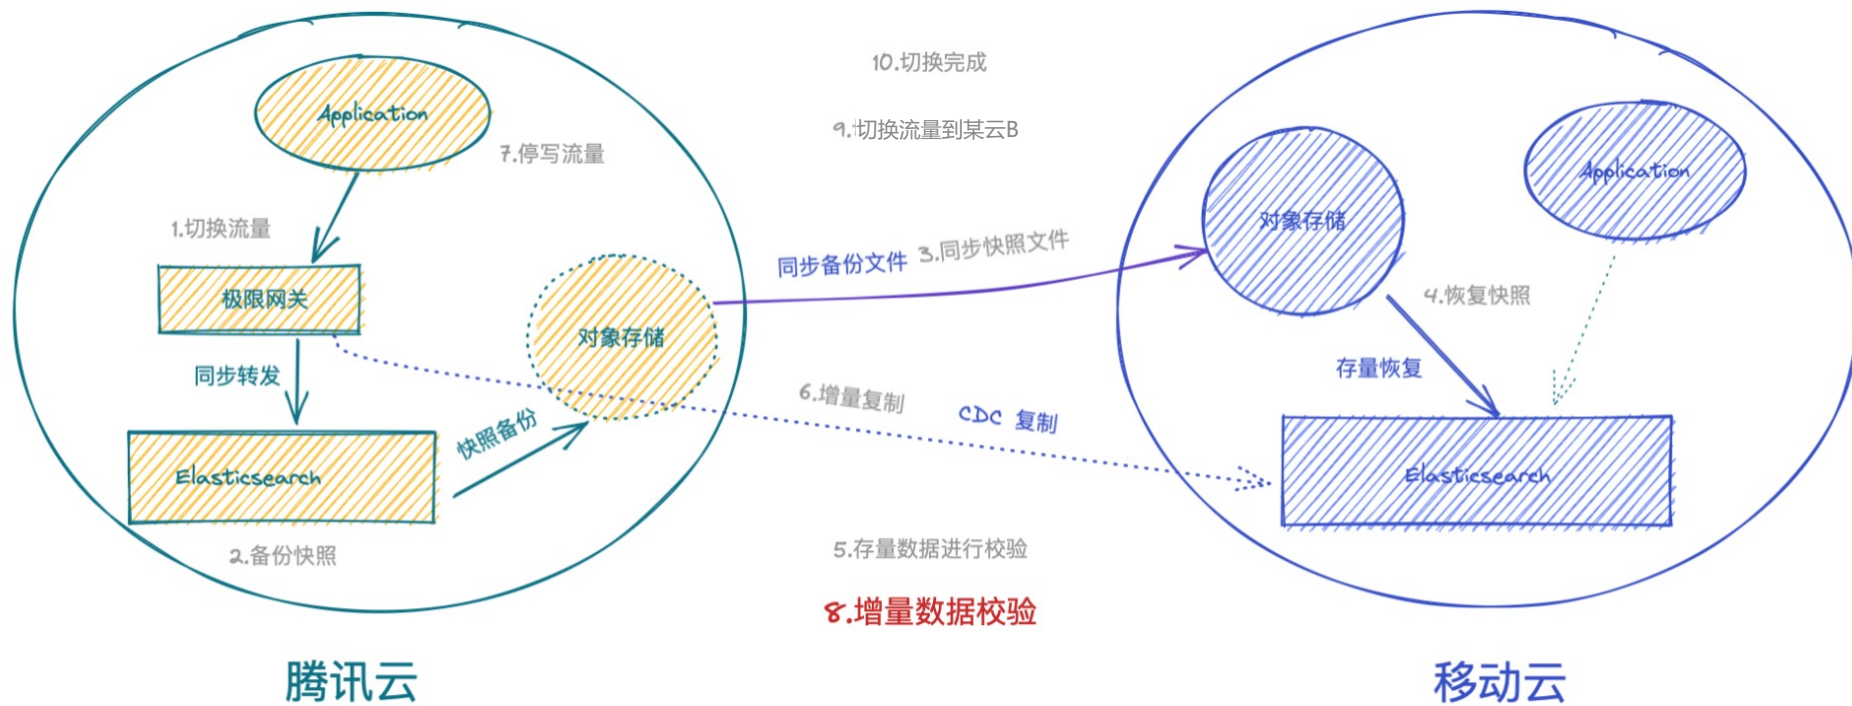 10.切换完成
Application
9.切换流量到某云B
7.停写流量
Application
1.切换流量
对象存储
同步备份文件
3.同步快照文件
极限网关
4.恢复快照
对象存储
同步转发
存量恢复
6.增量复制
CDC 复制
快照备份
Elasticsearch
Elasticsearch
2.备份快照
5.存量数据进行校验
8.增量数据校验
腾讯云
移动云